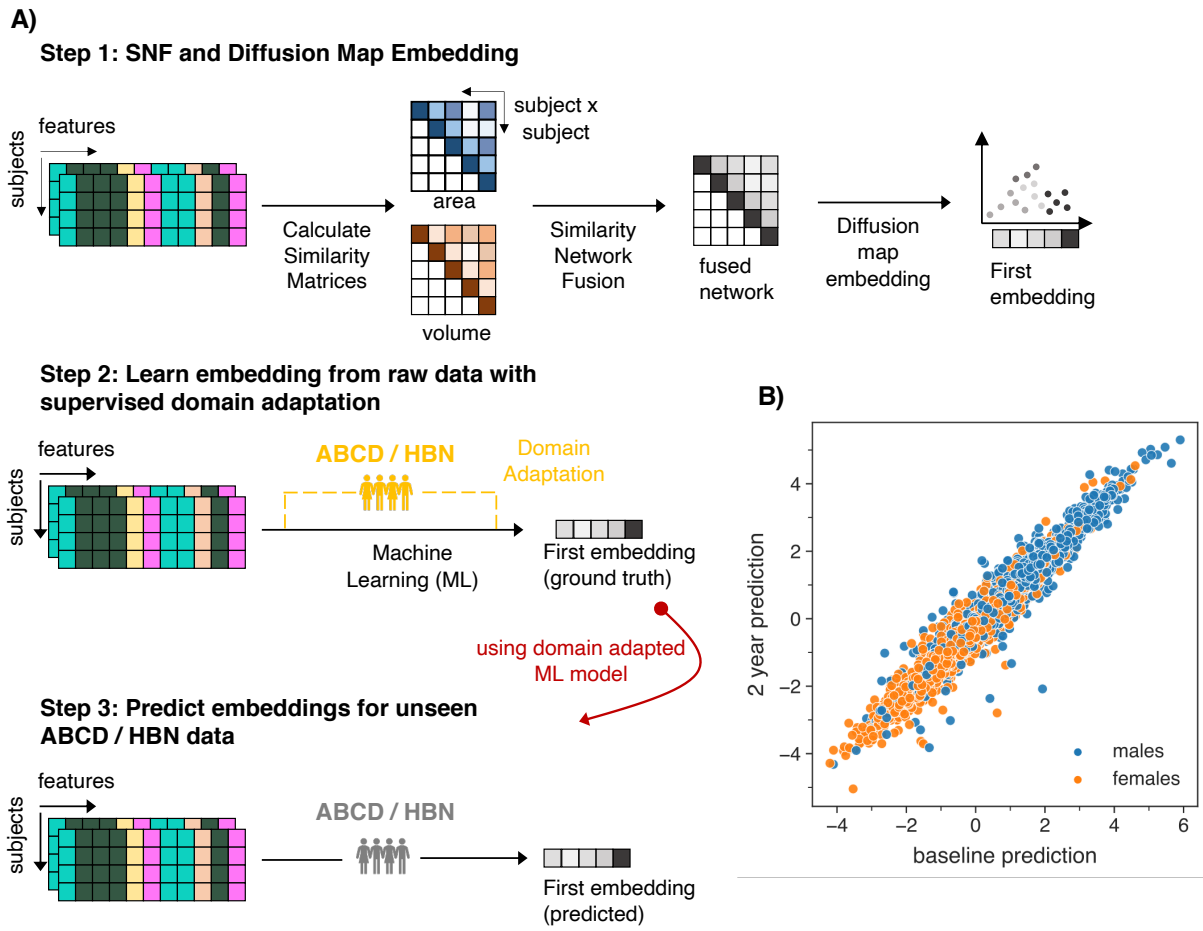 A)
Step 1: SNF and Diffusion Map Embedding
features
subjects
Calculate
Similarity
Matrices
subject x
subject
area
volume
Similarity
Network
Fusion
fused
network
Diffusion
map
embedding
First
embedding
Step 2: Learn embedding from raw data with
supervised domain adaptation
features
subjects
ABCD / HBN
Domain
Adaptation
Machine
Learning (ML)
First embedding
(ground truth)
using domain adapted
ML model
Step 3: Predict embeddings for unseen
ABCD / HBN data
features
subjects
ABCD / HBN
First embedding
(predicted)
B)
2 year prediction
4
2
0
−2
−4
males
females
−4 −2 0 2 4 6
baseline prediction